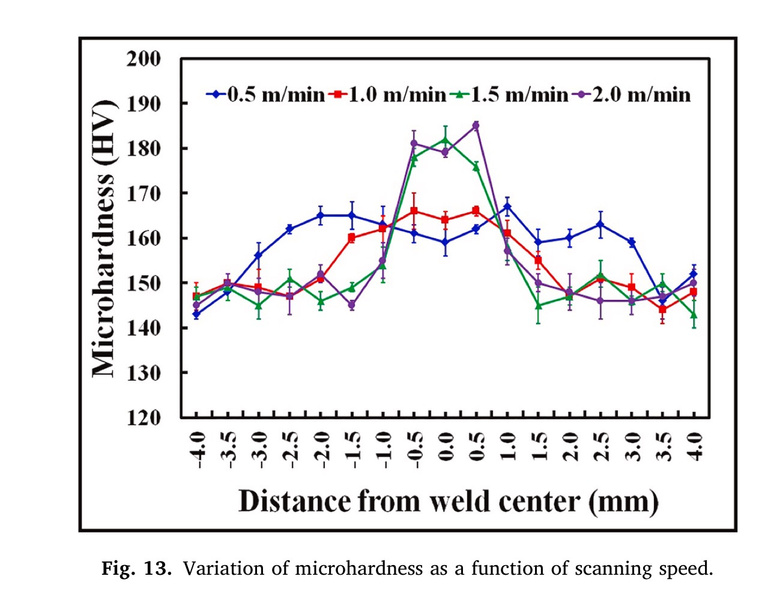 200
190
180
170
160
150
140
130
120
Microhardness (HV)
0.5 m/min 1.0 m/min 1.5 m/min 2.0 m/min
-4.0 -3.5 -3.0 -2.5 -2.0 -1.5 -1.0 -0.5 0.0 0.5 1.0 1.5 2.0 2.5 3.0 3.5 4.0
Distance from weld center (mm)
Fig. 13. Variation of microhardness as a function of scanning speed.